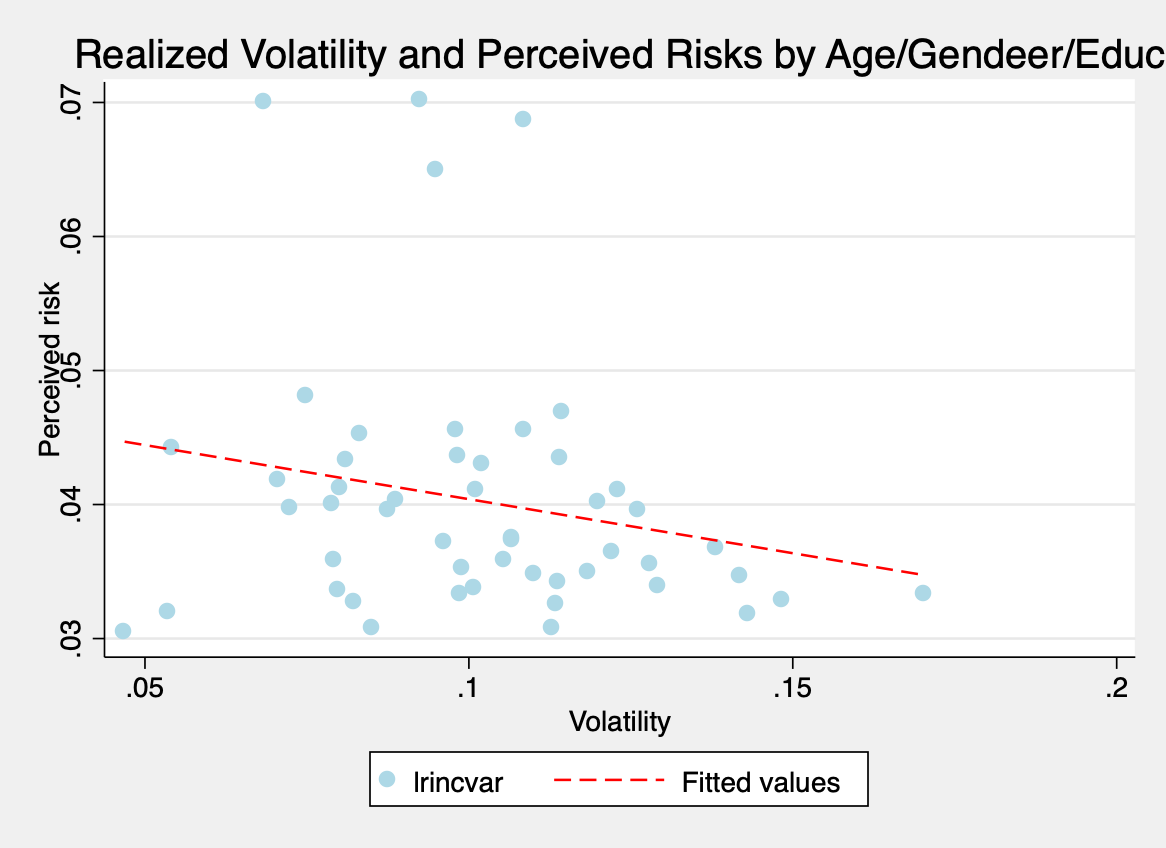 Realized Volatility and Perceived Risks by Age/Gendeer/Educ
Perceived risk
.07
.06
.05
.04
.03
.05
.1
.15
.2
Volatility
lrincvar
Fitted values